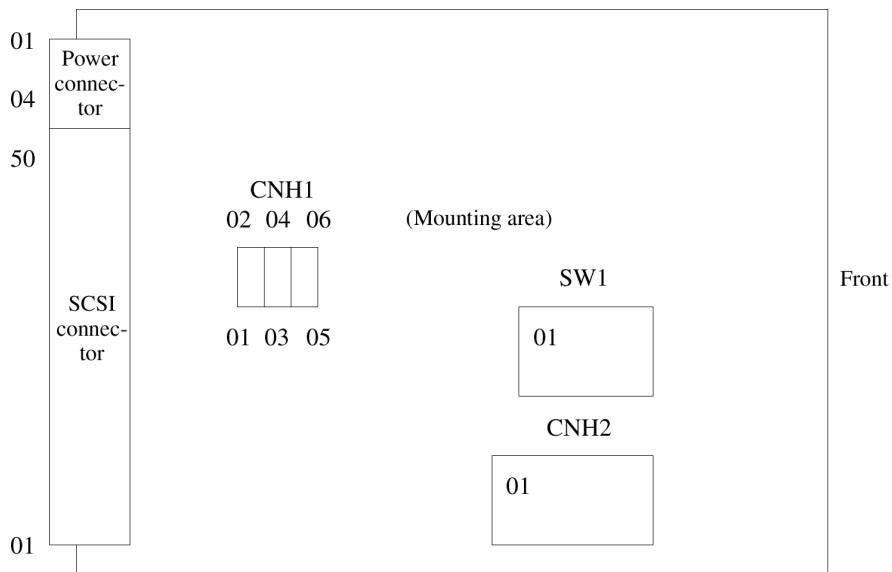 01
Power
connec-
tor
04
50
CNH1
02 04 06
(Mounting area)
SW1
Front
SCSI
connec-
tor
01 03 05
01
CNH2
01
01